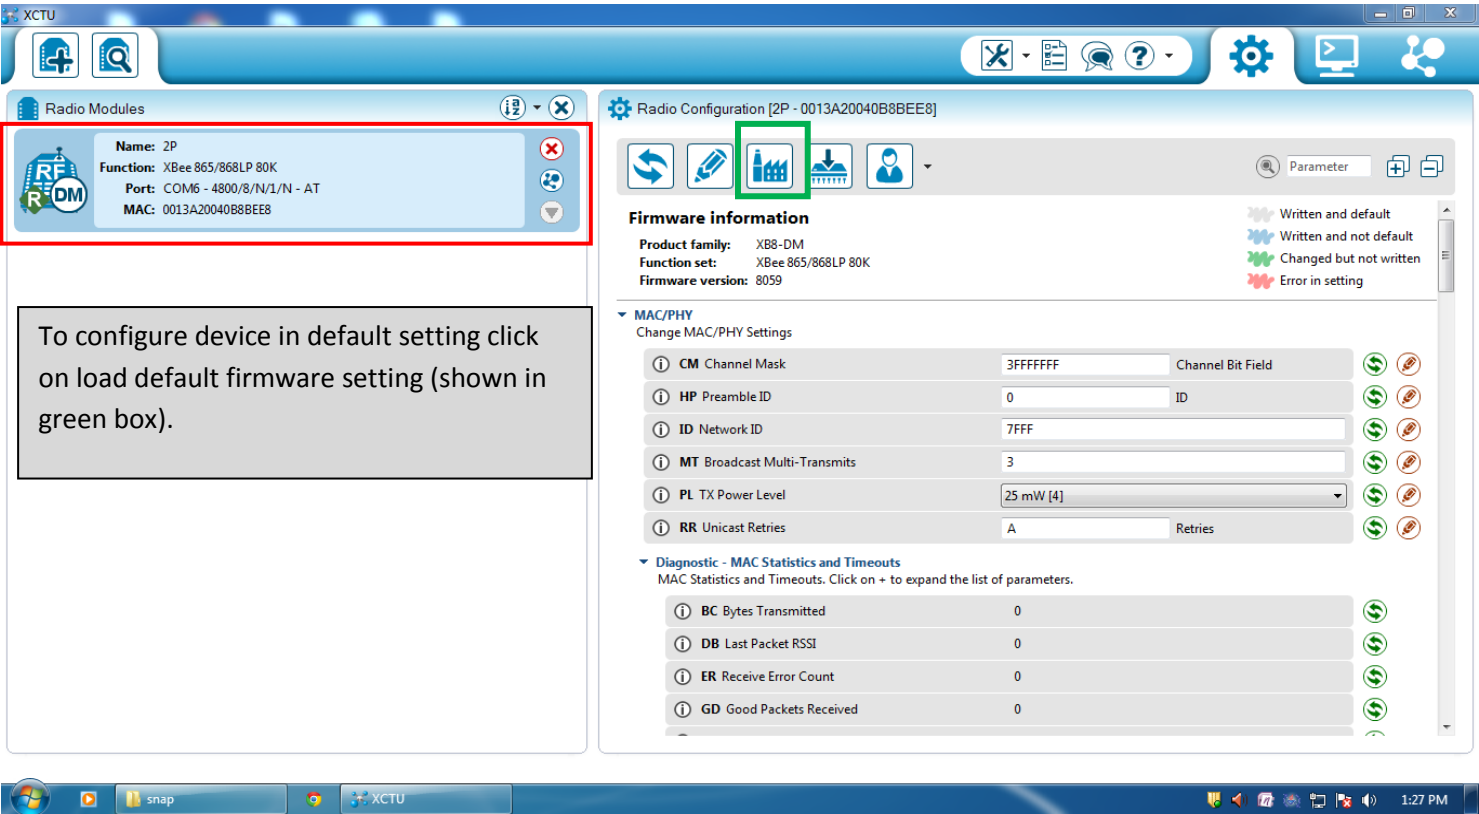 XCTU
Radio Modules
Name: 2P
Function: XBee 865/868LP 80K
Port: COM6 - 4800/8/N/1/N - AT
MAC: 0013A20040B8BEE8
To configure device in default setting click
on load default firmware setting (shown in
green box).
Radio Configuration [2P - 0013A20040B8BEE8]
Parameter
Firmware information
Product family: XB8-DM
Function set: XBee 865/868LP 80K
Firmware version: 8059
Written and default
Written and not default
Changed but not written
Error in setting
MAC/PHY
Change MAC/PHY Settings
CM Channel Mask 3FFFFFFF Channel Bit Field
HP Preamble ID 0 ID
ID Network ID 7FFF
MT Broadcast Multi-Transmits 3
PL TX Power Level 25 mW [4]
RR Unicast Retries A Retries
Diagnostic - MAC Statistics and Timeouts
MAC Statistics and Timeouts. Click on + to expand the list of parameters.
BC Bytes Transmitted 0
DB Last Packet RSSI 0
ER Receive Error Count 0
GD Good Packets Received 0
snap
XCTU
1:27 PM